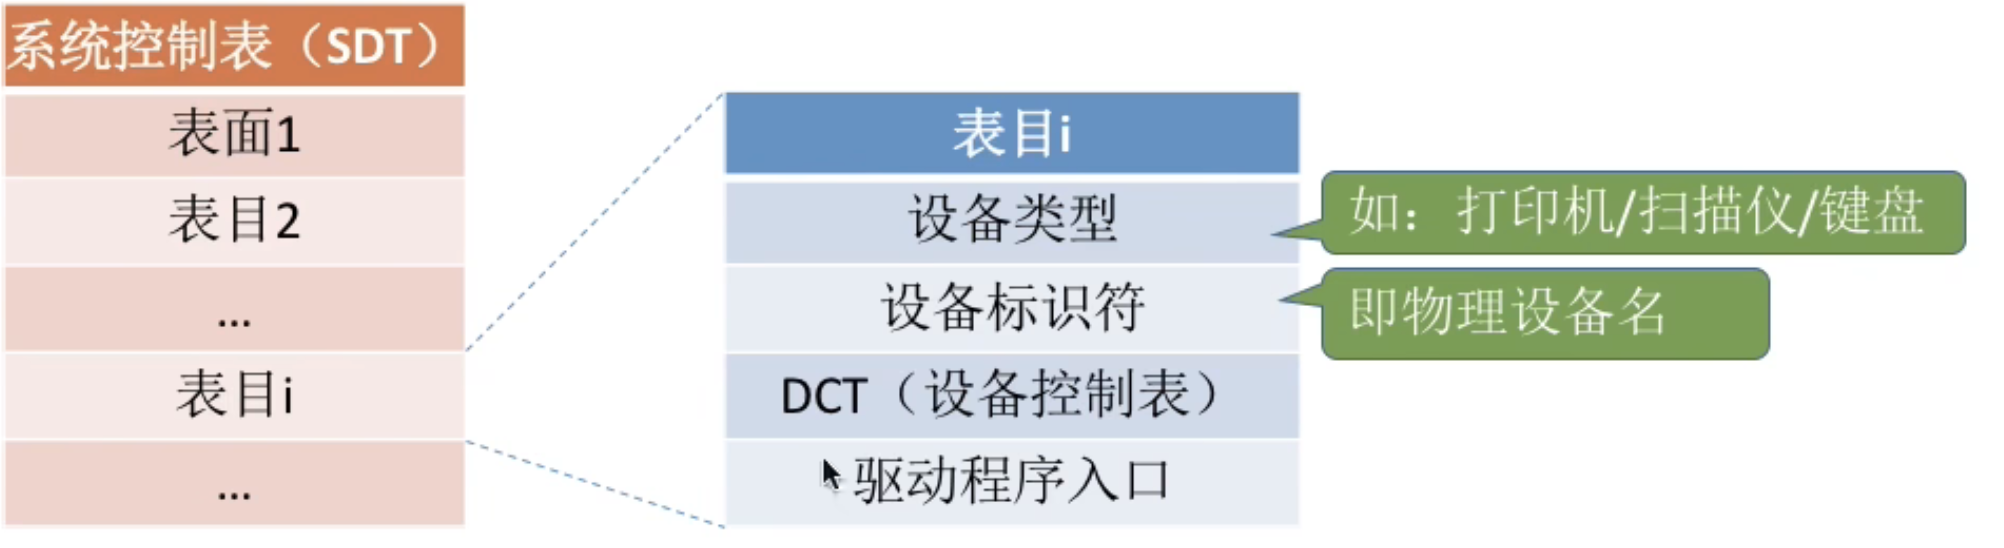 系统控制表（SDT）
表面1
表目2
...
表目i
...
表目i
设备类型
设备标识符
DCT（设备控制表）
驱动程序入口
如：打印机/扫描仪/键盘
即物理设备名